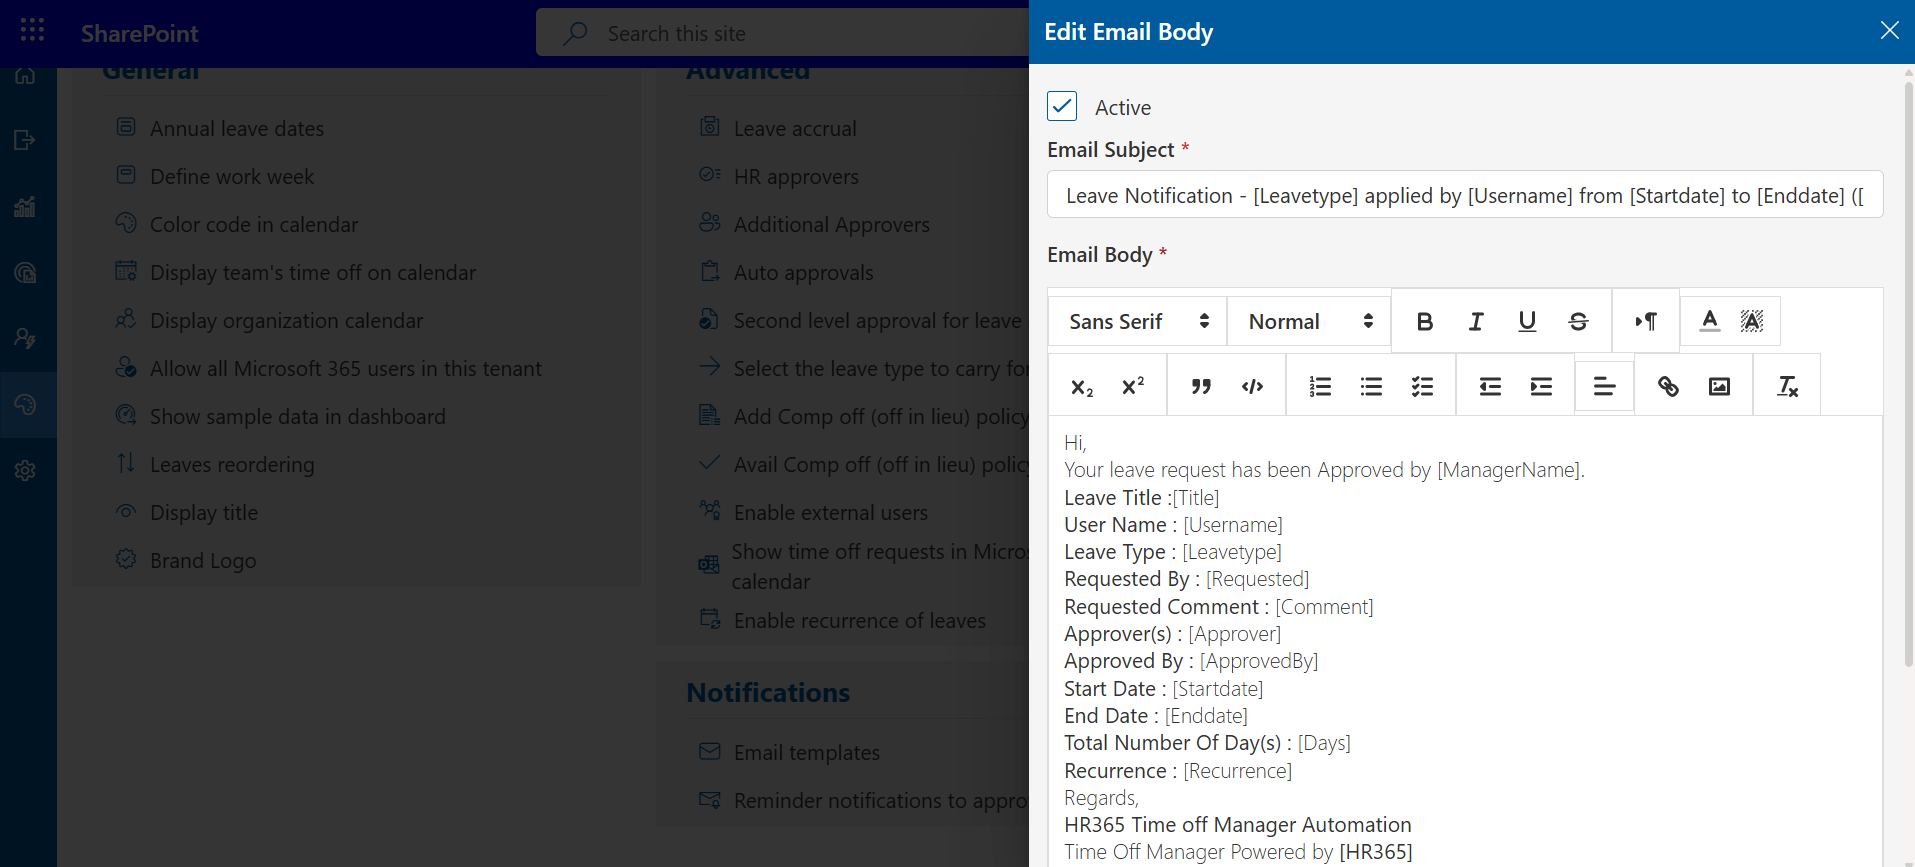 SharePoint
Search this site
General
Annual leave dates
Define work week
Color code in calendar
Display team's time off on calendar
Display organization calendar
Allow all Microsoft 365 users in this tenant
Show sample data in dashboard
Leaves reordering
Display title
Brand Logo
Advanced
Leave accrual
HR approvers
Additional Approvers
Auto approvals
Second level approval for leave
Select the leave type to carry for
Add Comp off (off in lieu) policy
Avail Comp off (off in lieu) policy
Enable external users
Show time off requests in Micros
calendar
Enable recurrence of leaves
Notifications
Email templates
Reminder notifications to appro
Edit Email Body
Active
Email Subject *
Leave Notification - [Leavetype] applied by [Username] from [Startdate] to [Enddate] ([
Email Body *
Sans Serif
Normal
Hi,
Your leave request has been Approved by [ManagerName].
Leave Title :[Title]
User Name : [Username]
Leave Type : [Leavetype]
Requested By : [Requested]
Requested Comment : [Comment]
Approver(s) : [Approver]
Approved By : [ApprovedBy]
Start Date : [Startdate]
End Date : [Enddate]
Total Number Of Day(s) : [Days]
Recurrence : [Recurrence]
Regards,
HR365 Time off Manager Automation
Time Off Manager Powered by [HR365]